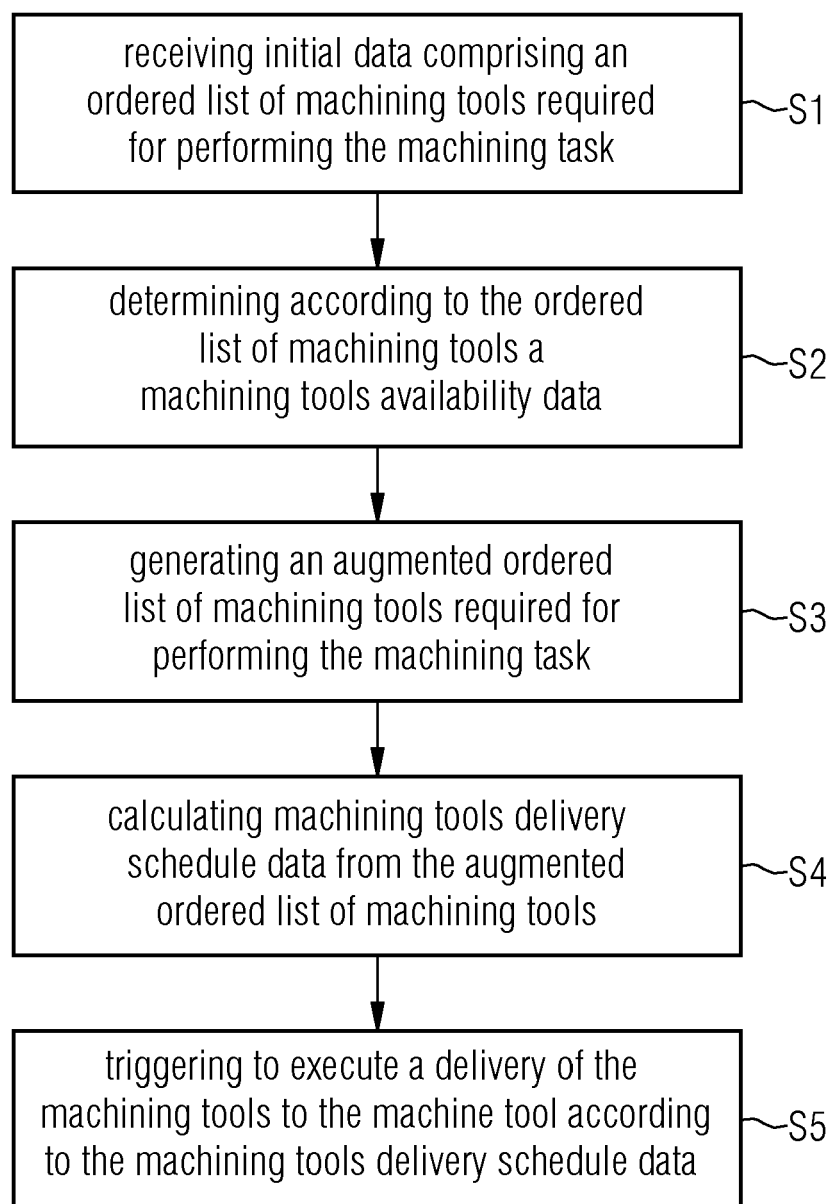 receiving initial data comprising an
ordered list of machining tools required
for performing the machining task
S1
determining according to the ordered
list of machining tools a
machining tools availability data
S2
generating an augmented ordered
list of machining tools required for
performing the machining task
S3
calculating machining tools delivery
schedule data from the augmented
ordered list of machining tools
S4
triggering to execute a delivery of the
machining tools to the machine tool according
to the machining tools delivery schedule data
S5